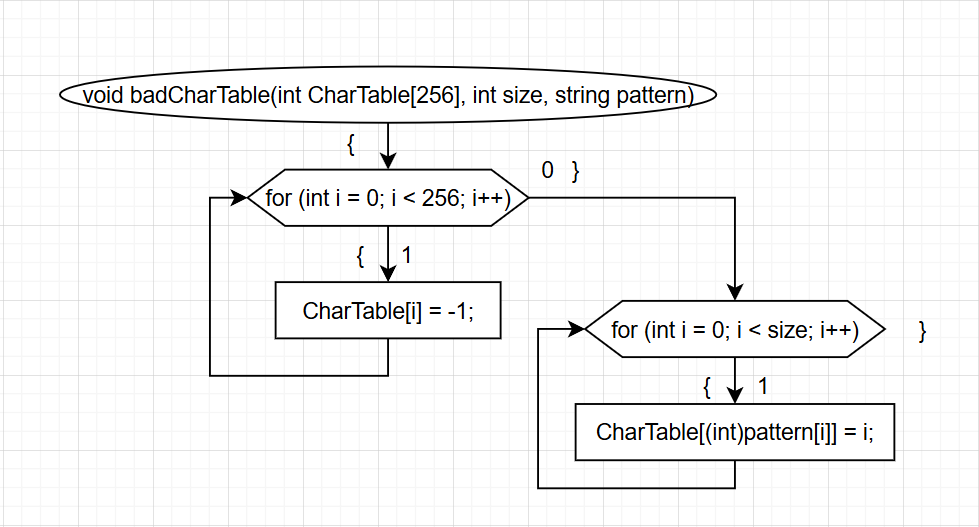 void badCharTable(int CharTable[256], int size, string pattern)
{
0 }
for (int i = 0; i < 256; i++)
{ 1
CharTable[i] = -1;
for (int i = 0; i < size; i++) }
{ 1
CharTable[(int)pattern[i]] = i;